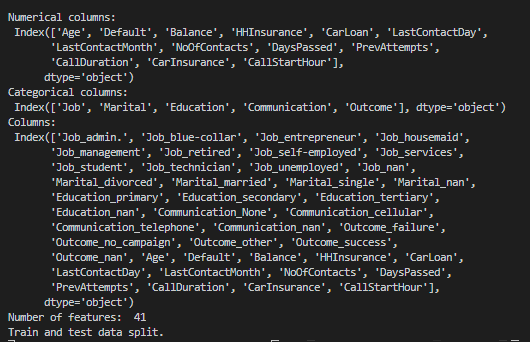 Numerical columns:
Index(['Age', 'Default', 'Balance', 'HHInsurance', 'CarLoan', 'LastContactDay',
'LastContactMonth', 'NoOfContacts', 'DaysPassed', 'PrevAttempts',
'CallDuration', 'CarInsurance', 'CallStartHour'],
dtype='object')
Categorical columns:
Index(['Job', 'Marital', 'Education', 'Communication', 'Outcome'], dtype='object')
Columns:
Index(['Job_admin.', 'Job_blue-collar', 'Job_entrepreneur', 'Job_housemaid',
'Job_management', 'Job_retired', 'Job_self-employed', 'Job_services',
'Job_student', 'Job_technician', 'Job_unemployed', 'Job_nan',
'Marital_divorced', 'Marital_married', 'Marital_single', 'Marital_nan',
'Education_primary', 'Education_secondary', 'Education_tertiary',
'Education_nan', 'Communication_None', 'Communication_cellular',
'Communication_telephone', 'Communication_nan', 'Outcome_failure',
'Outcome_no_campaign', 'Outcome_other', 'Outcome_success',
'Outcome_nan', 'Age', 'Default', 'Balance', 'HHInsurance', 'CarLoan',
'LastContactDay', 'LastContactMonth', 'NoOfContacts', 'DaysPassed',
'PrevAttempts', 'CallDuration', 'CarInsurance', 'CallStartHour'],
dtype='object')
Number of features:  41
Train and test data split.